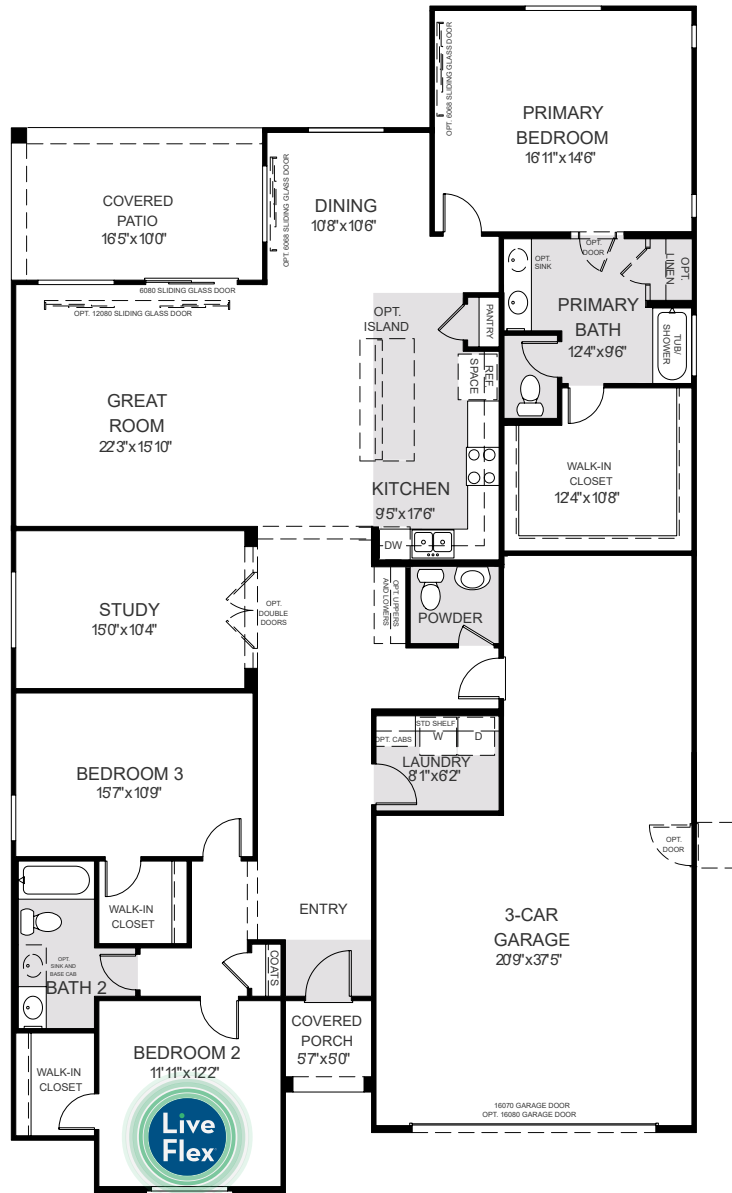 OPT. 6068 SLIDING GLASS DOOR
PRIMARY
BEDROOM
16'11"x14'6"
COVERED
PATIO
16'5"x10'0"
OPT. 6068 SLIDING GLASS DOOR
DINING
10'8"x10'6"
OPT.
SINK
OPT.
DOOR
OPT.
LINEN
PRIMARY
BATH
12'4"x9'6"
TUB/
SHOWER
6080 SLIDING GLASS DOOR
OPT. 12080 SLIDING GLASS DOOR
OPT.
ISLAND
PANTRY
REF.
SPACE
GREAT
ROOM
22'3"x15'10"
KITCHEN
9'5"x17'6"
DW
WALK-IN
CLOSET
12'4"x10'8"
STUDY
15'0"x10'4"
OPT.
DOUBLE
DOORS
OPT. UPPERS
AND LOWERS
POWDER
STD SHELF
OPT. CABS
W
D
LAUNDRY
8'1"x6'2"
BEDROOM 3
15'7"x10'9"
OPT.
DOOR
WALK-IN
CLOSET
ENTRY
3-CAR
GARAGE
20'9"x37'5"
OPT.
SINK AND
BASE CAB
BATH 2
COATS
COVERED
PORCH
5'7"x5'0"
WALK-IN
CLOSET
BEDROOM 2
11'11"x12'2"
Live
Flex
16070 GARAGE DOOR
OPT. 16080 GARAGE DOOR